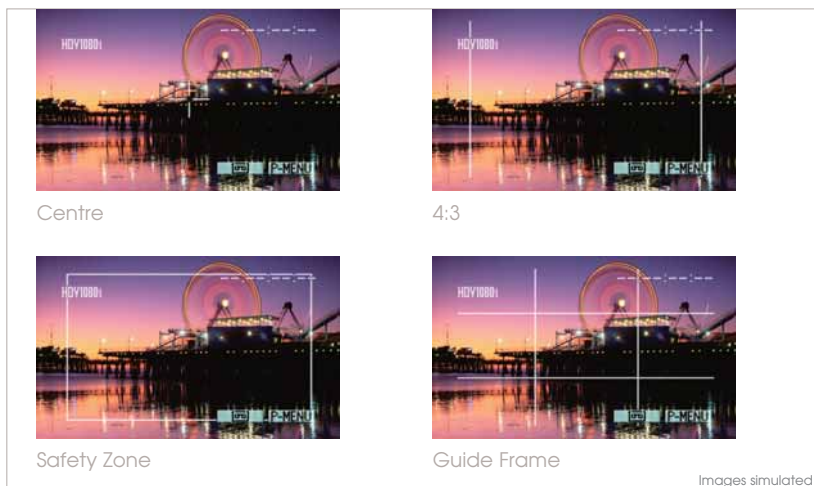 HDV1080i --:--:--
P-MENU
HDV1080i --:--:--
P-MENU
Centre
4:3
HDV1080i --:--:--
P-MENU
HDV1080i --:--:--
P-MENU
Safety Zone
Guide Frame
Images simulated